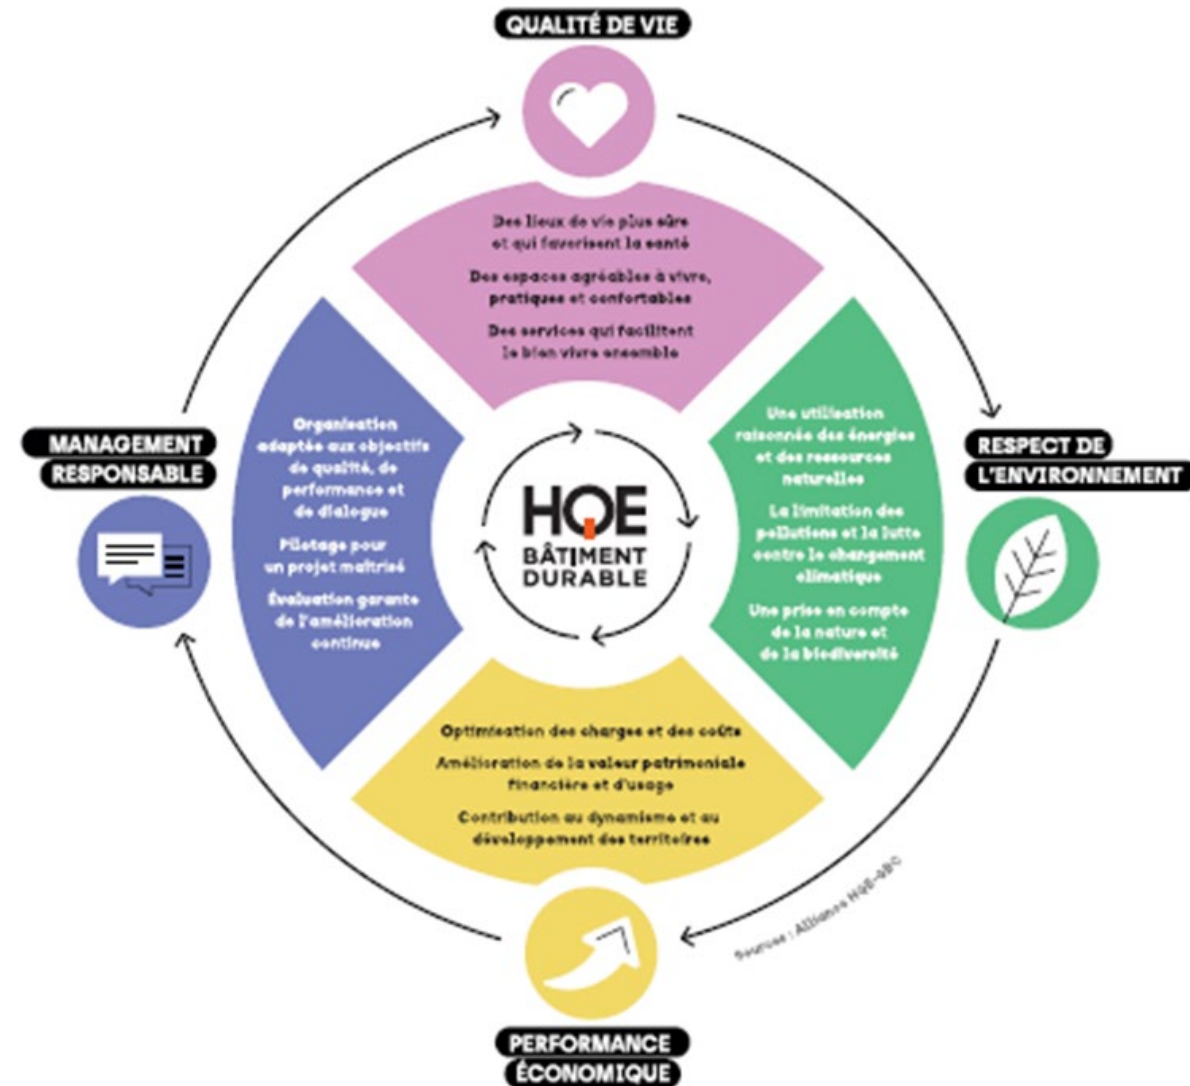 QUALITÉ DE VIE
Des lieux de vie plus sûrs
et qui favorisent la santé
Des espaces agréables à vivre,
pratiques et confortables
Des services qui facilitent
le bien vivre ensemble
MANAGEMENT
RESPONSABLE
Organisation
adaptée aux objectifs
de qualité, de
performance et
de dialogue
Pilotage pour
un projet maîtrisé
Évaluation garante
de l'amélioration
continue
HQE
BÂTIMENT
DURABLE
Une utilisation
raisonnée des énergies
et des ressources
naturelles
La limitation des
pollutions et la lutte
contre le changement
climatique
Une prise en compte
de la nature et
de la biodiversité
RESPECT DE
L'ENVIRONNEMENT
Optimisation des charges et des coûts
Amélioration de la valeur patrimoniale
financière et d'usage
Contribution au dynamisme et au
développement des territoires
Sources : Alliance HQE-GBC
PERFORMANCE
ÉCONOMIQUE